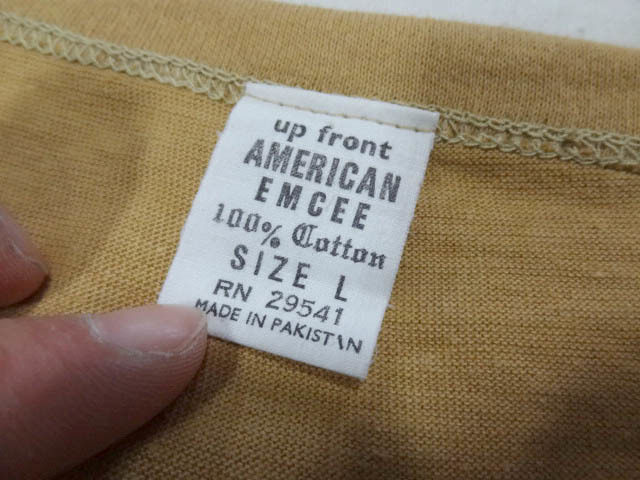 up front
AMERICAN
EMCEE
100% Cotton
SIZE L
RN 29541
MADE IN PAKISTAN